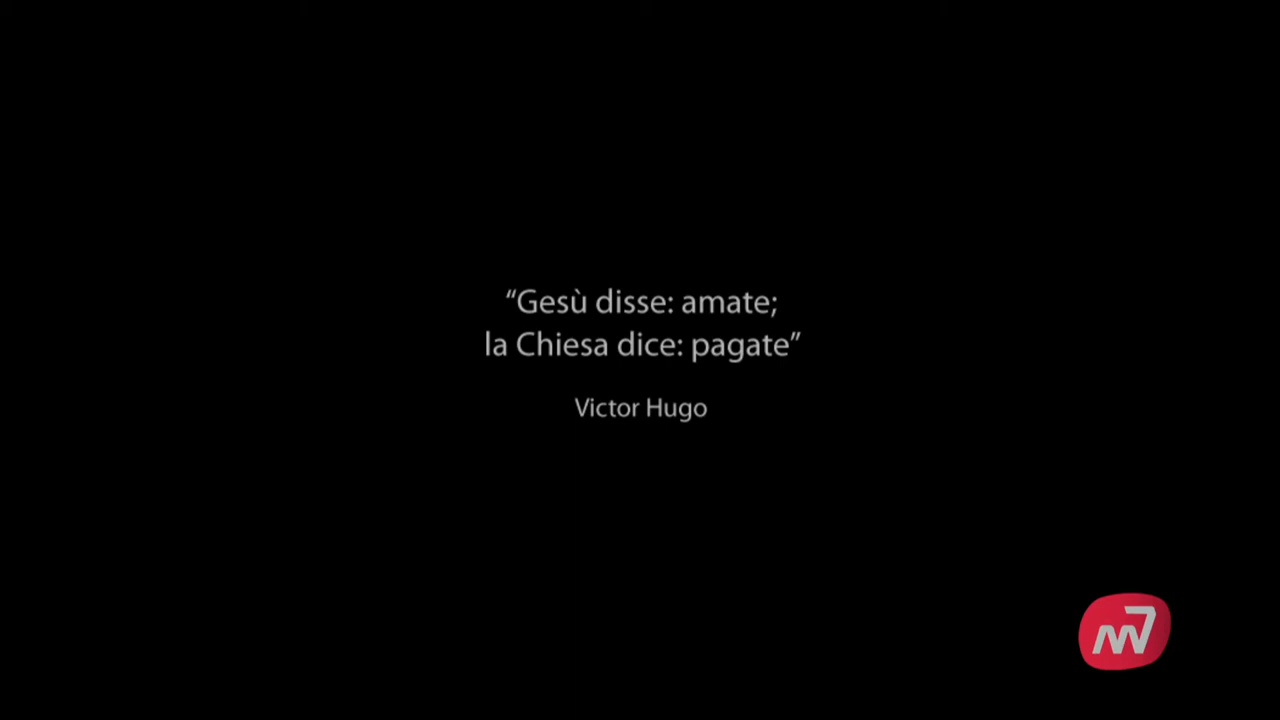 “Gesù disse: amate;
la Chiesa dice: pagate”
Victor Hugo